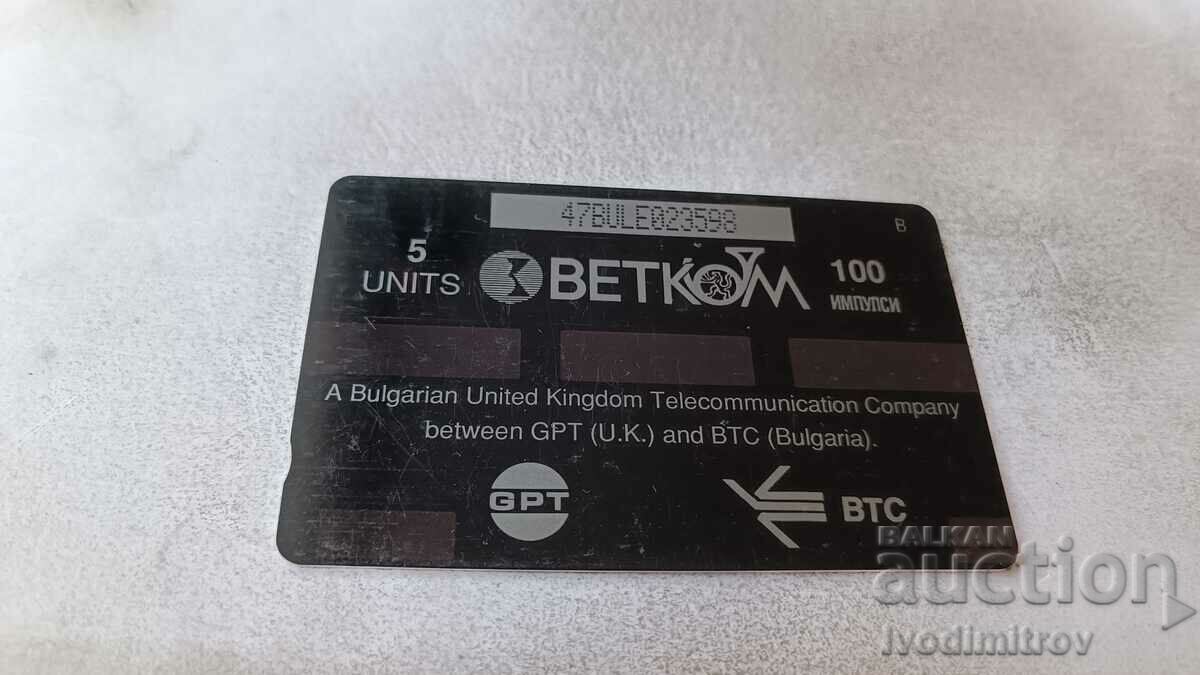 47BULE023598
B
5
UNITS
BETKOM
100
ИМПУЛСИ
A Bulgarian United Kingdom Telecommunication Company
between GPT (U.K.) and BTC (Bulgaria).
GPT
BTC
BALKAN
auction
Ivodimitrov